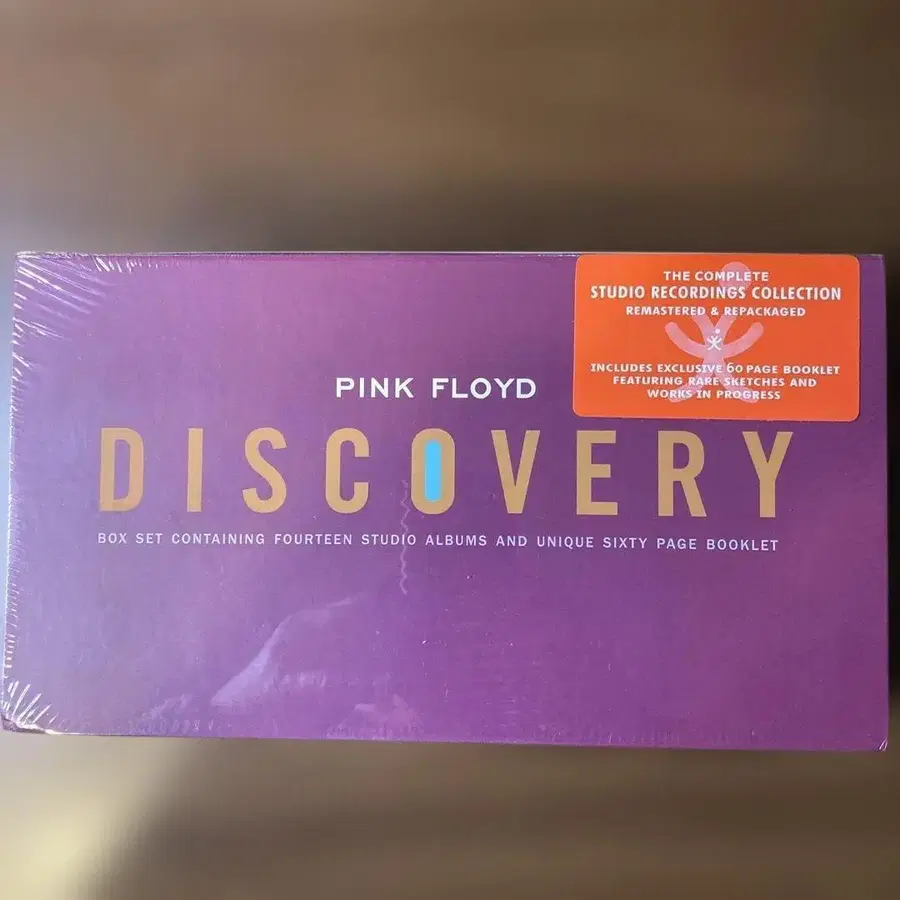 THE COMPLETE
STUDIO RECORDINGS COLLECTION
REMASTERED & REPACKAGED
INCLUDES EXCLUSIVE 60 PAGE BOOKLET
FEATURING RARE SKETCHES AND
WORKS IN PROGRESS
PINK FLOYD
DISCOVERY
BOX SET CONTAINING FOURTEEN STUDIO ALBUMS AND UNIQUE SIXTY PAGE BOOKLET